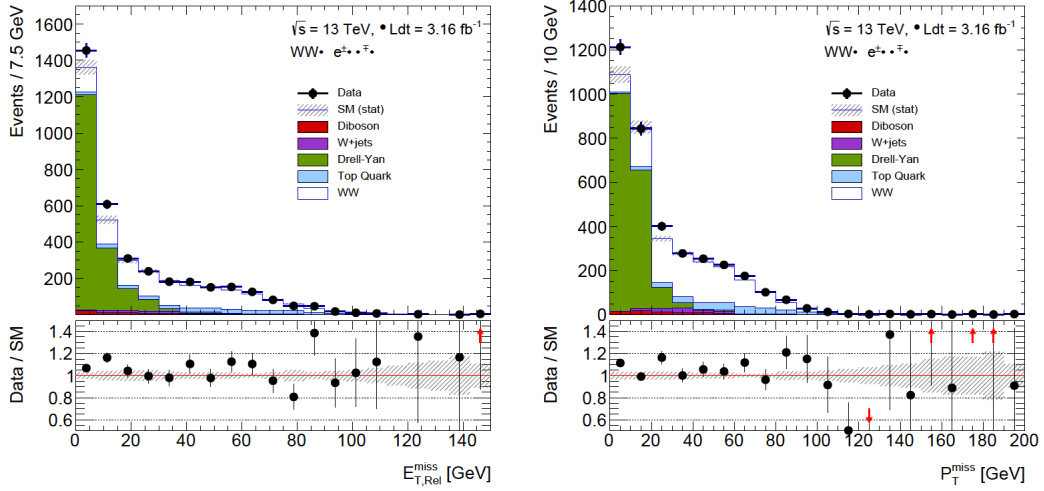 Events / 7.5 GeV
1600
1400
1200
1000
800
600
400
200
√s = 13 TeV, • Ldt = 3.16 fb⁻¹
WW• e±• • ∓•
Data
SM (stat)
Diboson
W+jets
Drell-Yan
Top Quark
WW
Data / SM
1.4
1.2
1
0.8
0.6
0 20 40 60 80 100 120 140
E miss T,Rel [GeV]
Events / 10 GeV
1400
1200
1000
800
600
400
200
0
√s = 13 TeV, • Ldt = 3.16 fb⁻¹
WW• e±• • ∓•
Data
SM (stat)
Diboson
W+jets
Drell-Yan
Top Quark
WW
Data / SM
1.4
1.2
1
0.8
0.6
0 20 40 60 80 100 120 140 160 180 200
P miss T [GeV]